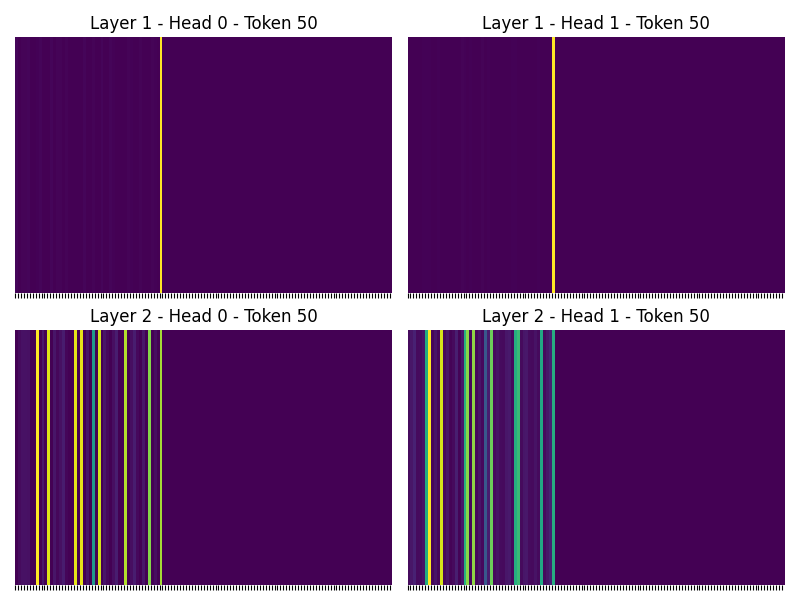 Layer 1 - Head 0 - Token 50
Layer 1 - Head 1 - Token 50
Layer 2 - Head 0 - Token 50
Layer 2 - Head 1 - Token 50